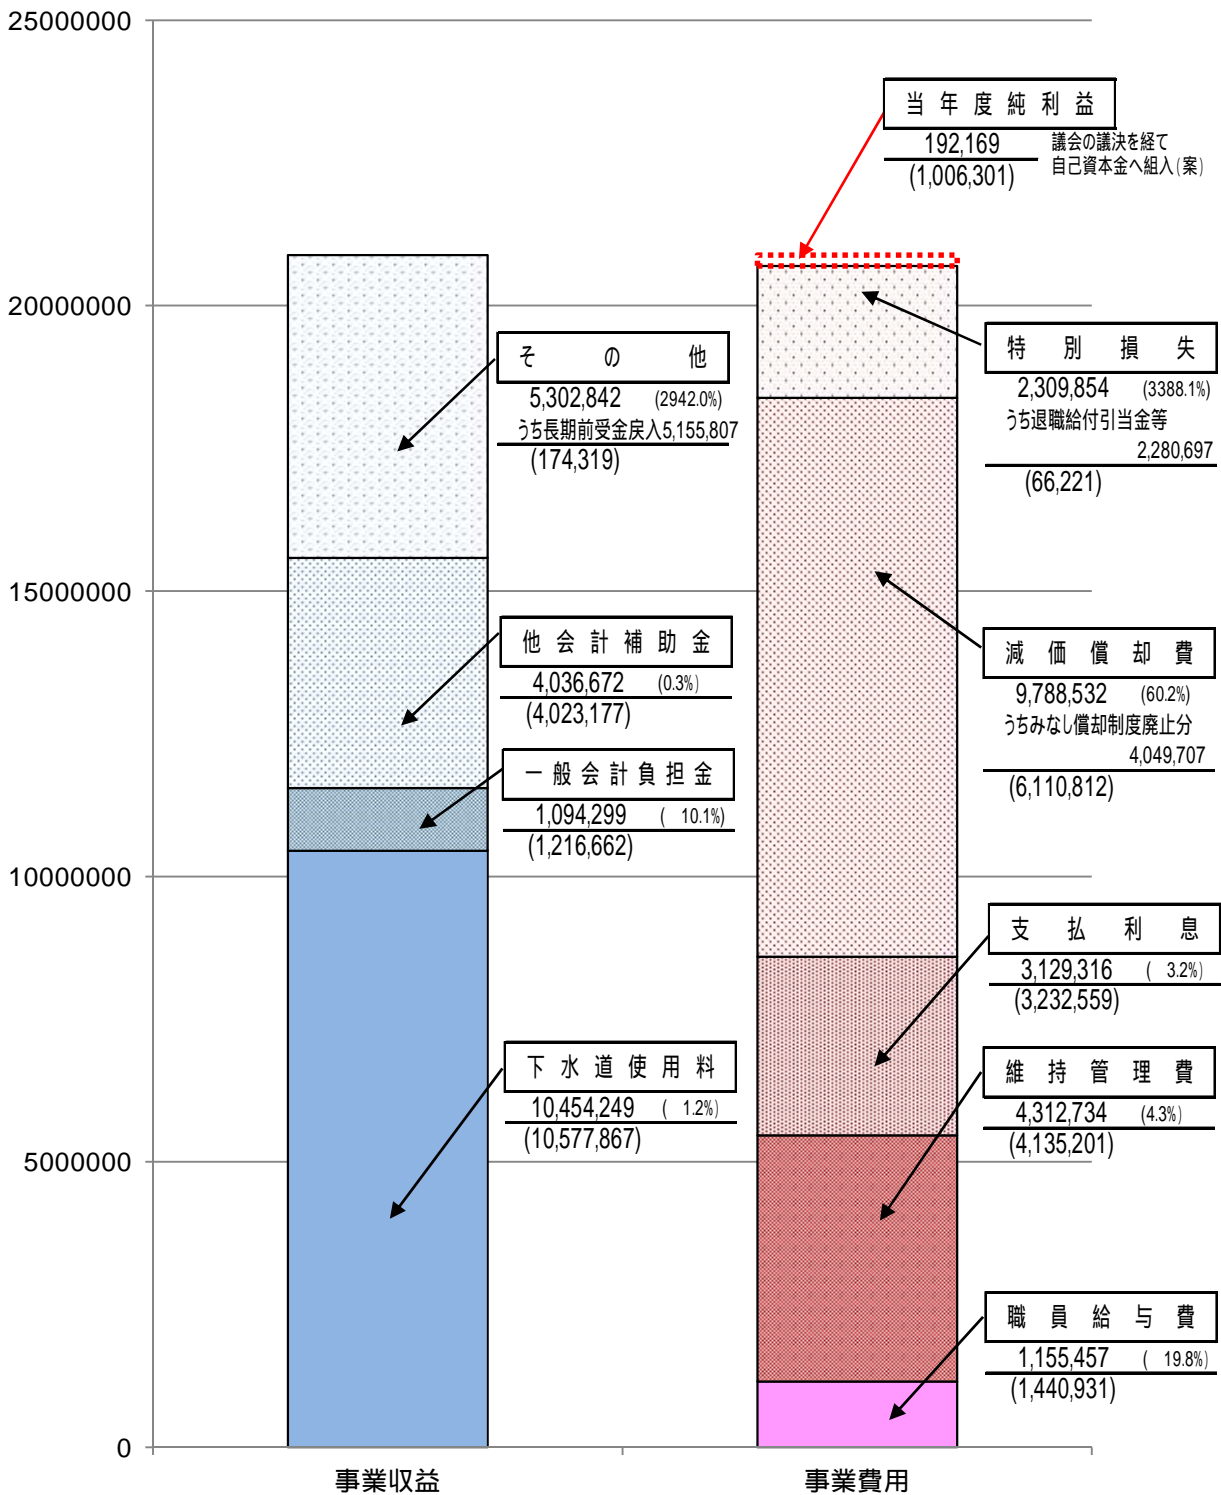 25000000
20000000
15000000
10000000
5000000
0
当年度純利益
192,169
(1,006,301)
議会の議決を経て
自己資本金へ組入(案)
その他
5,302,842 (2942.0%)
うち長期前受金戻入5,155,807
(174,319)
他会計補助金
4,036,672 (0.3%)
(4,023,177)
一般会計負担金
1,094,299 ( 10.1%)
(1,216,662)
下水道使用料
10,454,249 ( 1.2%)
(10,577,867)
特別損失
2,309,854 (3388.1%)
うち退職給付引当金等
2,280,697
(66,221)
減価償却費
9,788,532 (60.2%)
うちみなし償却制度廃止分
4,049,707
(6,110,812)
支払利息
3,129,316 ( 3.2%)
(3,232,559)
維持管理費
4,312,734 (4.3%)
(4,135,201)
職員給与費
1,155,457 ( 19.8%)
(1,440,931)
事業収益
事業費用